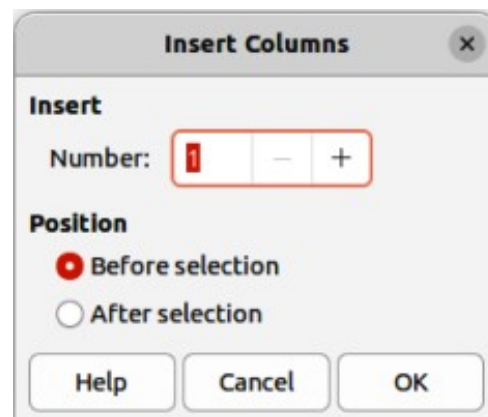 Insert Columns
Insert
Number: 1 − +
Position
Before selection
After selection
Help Cancel OK